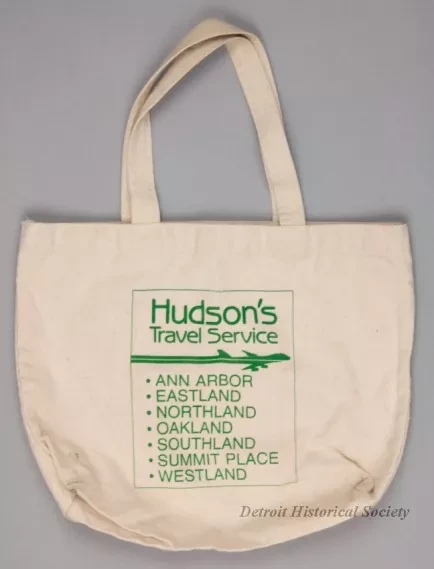 Hudson's
Travel Service
• ANN ARBOR
• EASTLAND
• NORTHLAND
• OAKLAND
• SOUTHLAND
• SUMMIT PLACE
• WESTLAND
Detroit Historical Society